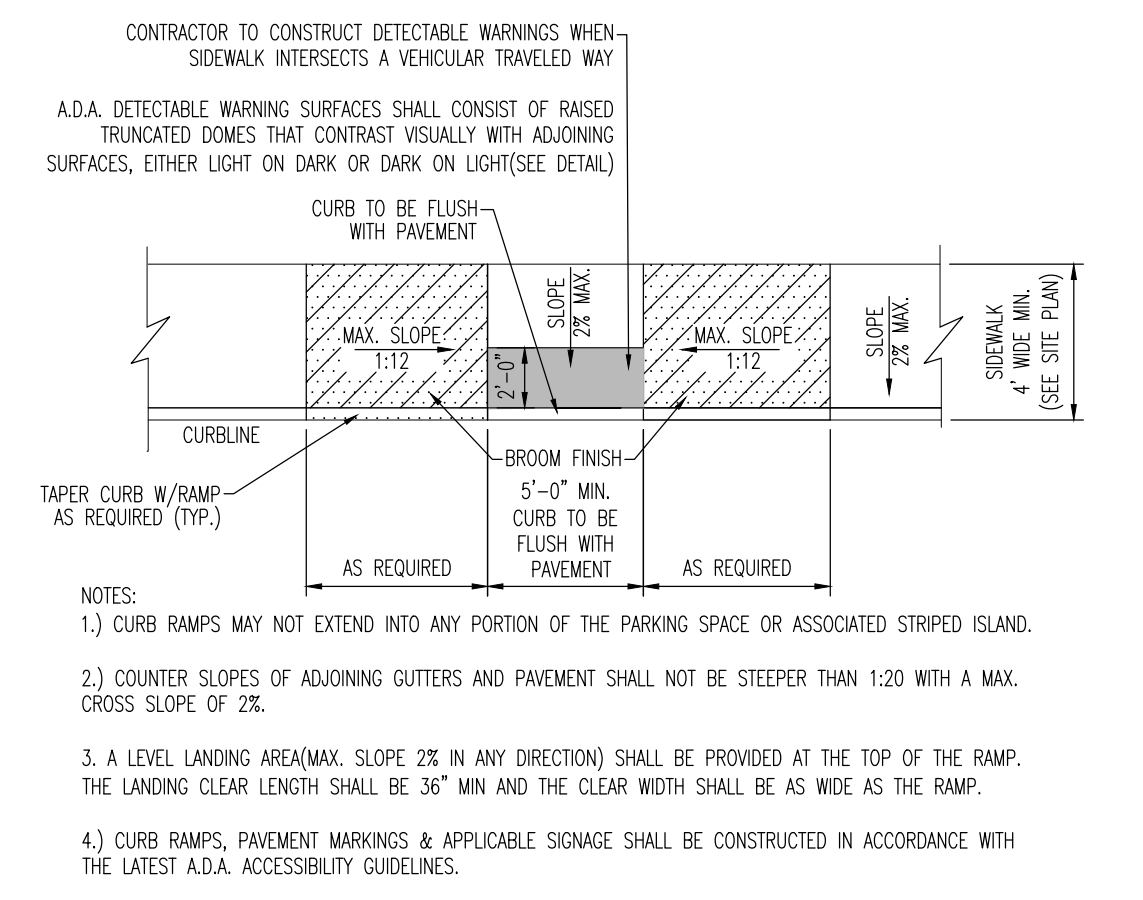 CONTRACTOR TO CONSTRUCT DETECTABLE WARNINGS WHEN
SIDEWALK INTERSECTS A VEHICULAR TRAVELED WAY
A.D.A. DETECTABLE WARNING SURFACES SHALL CONSIST OF RAISED
TRUNCATED DOMES THAT CONTRAST VISUALLY WITH ADJOINING
SURFACES, EITHER LIGHT ON DARK OR DARK ON LIGHT(SEE DETAIL)
CURB TO BE FLUSH
WITH PAVEMENT
MAX. SLOPE
1:12
SLOPE
2% MAX.
2'-0"
MAX. SLOPE
1:12
SLOPE
2% MAX.
SIDEWALK
4' WIDE MIN.
(SEE SITE PLAN)
CURBLINE
TAPER CURB W/RAMP
AS REQUIRED (TYP.)
BROOM FINISH
5'-0" MIN.
CURB TO BE
FLUSH WITH
PAVEMENT
AS REQUIRED
AS REQUIRED
NOTES:
1.) CURB RAMPS MAY NOT EXTEND INTO ANY PORTION OF THE PARKING SPACE OR ASSOCIATED STRIPED ISLAND.
2.) COUNTER SLOPES OF ADJOINING GUTTERS AND PAVEMENT SHALL NOT BE STEEPER THAN 1:20 WITH A MAX.
CROSS SLOPE OF 2%.
3. A LEVEL LANDING AREA(MAX. SLOPE 2% IN ANY DIRECTION) SHALL BE PROVIDED AT THE TOP OF THE RAMP.
THE LANDING CLEAR LENGTH SHALL BE 36" MIN AND THE CLEAR WIDTH SHALL BE AS WIDE AS THE RAMP.
4.) CURB RAMPS, PAVEMENT MARKINGS & APPLICABLE SIGNAGE SHALL BE CONSTRUCTED IN ACCORDANCE WITH
THE LATEST A.D.A. ACCESSIBILITY GUIDELINES.